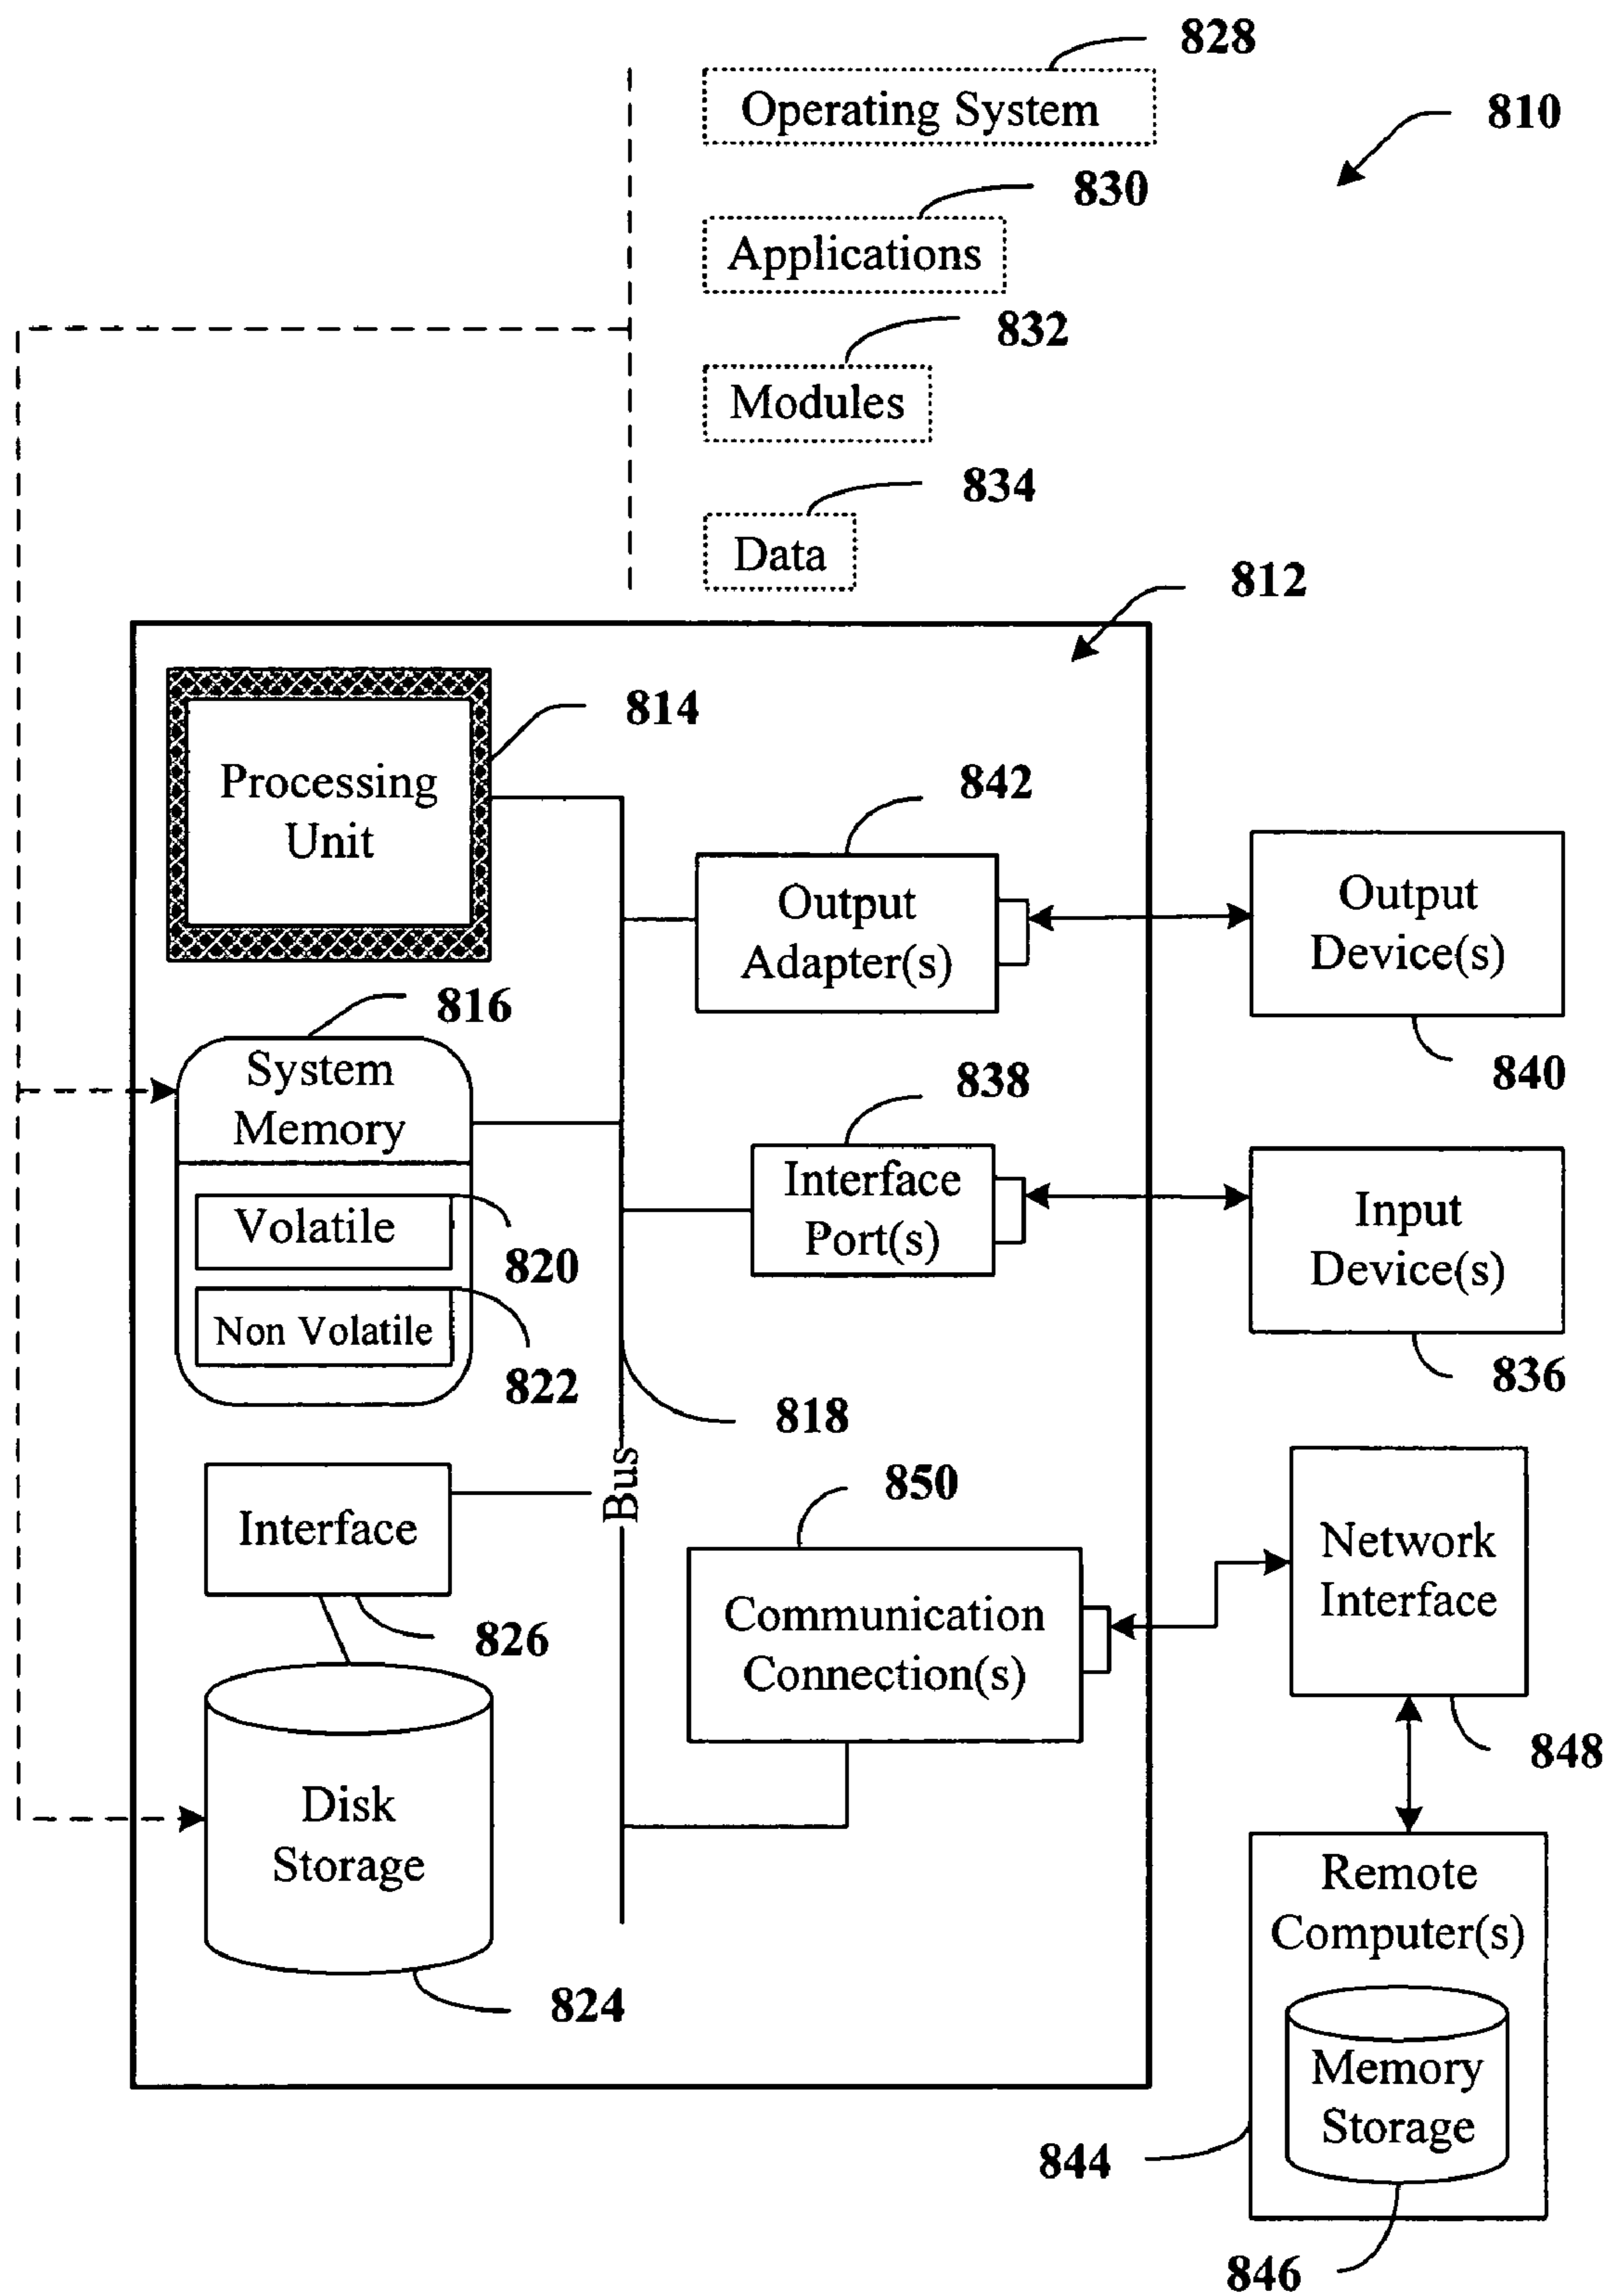 828
Operating System
810
830
Applications
832
Modules
834
Data
812
814
Processing
Unit
842
Output
Adapter(s)
Output
Device(s)
840
816
System
Memory
838
Interface
Port(s)
Input
Device(s)
836
Volatile
820
Non Volatile
822
818
Bus
850
Interface
826
Communication
Connection(s)
Network
Interface
848
Disk
Storage
824
Remote
Computer(s)
Memory
Storage
844
846